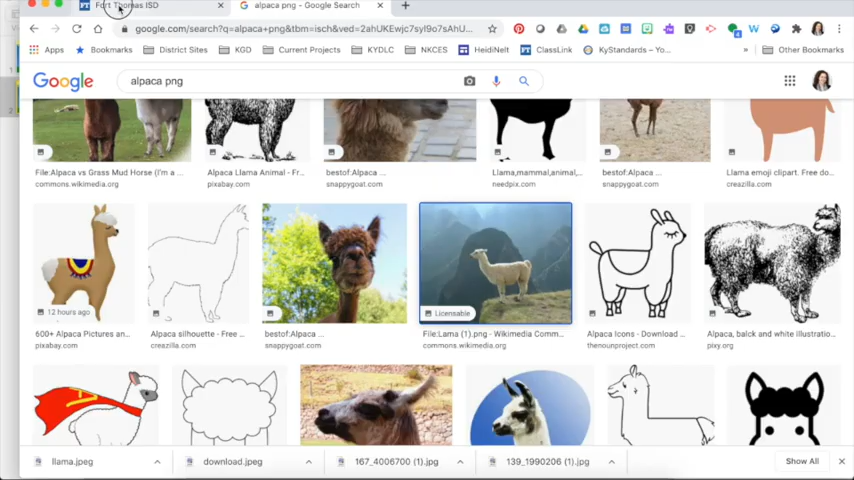 FT Fort Thomas ISD
alpaca png - Google Search
google.com/search?q=alpaca+png&tbm=isch&ved=2ahUKEwjc7syl9o7sAhU...
Apps Bookmarks District Sites KGD Current Projects KYDLC NKCES HeidiNelt ClassLink KyStandards – Yo... » Other Bookmarks
Google
alpaca png
File:Alpaca vs Grass Mud Horse (I'm a ...
commons.wikimedia.org
Alpaca Llama Animal - Fr...
pixabay.com
bestof:Alpaca ...
snappygoat.com
Llama,mammal,animal,...
needpix.com
bestof:Alpaca ...
snappygoat.com
Llama emoji clipart. Free do...
creazilla.com
12 hours ago
600+ Alpaca Pictures an...
pixabay.com
Alpaca silhouette - Free ...
creazilla.com
bestof:Alpaca ...
snappygoat.com
Licensable
File:Lama (1).png - Wikimedia Comm...
commons.wikimedia.org
Alpaca Icons - Download ...
thenounproject.com
Alpaca, balck and white illustratio...
pixy.org
llama.jpeg
download.jpeg
167_4006700 (1).jpg
139_1990206 (1).jpg
Show All
1
2